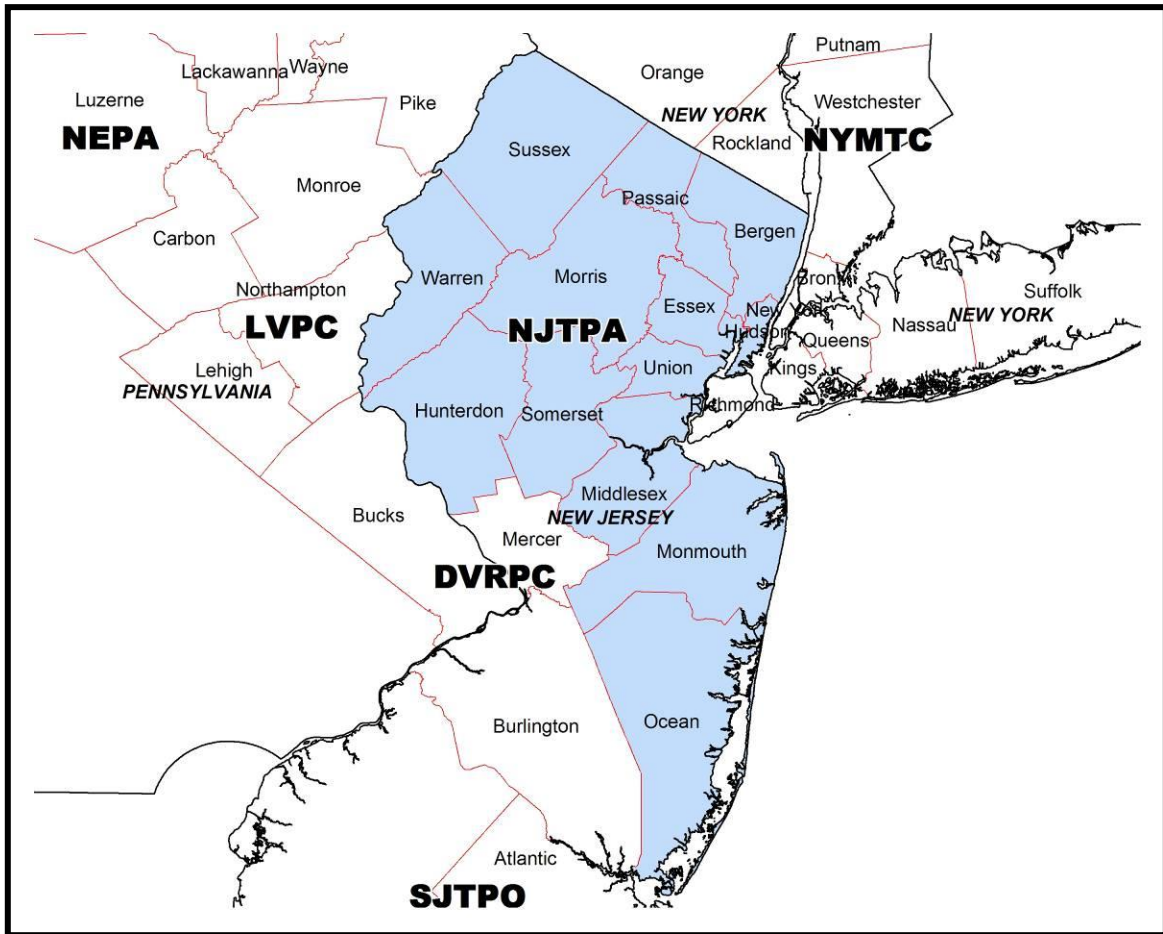 Putnam
Lackawanna
Wayne
Orange
Luzerne
Pike
Westchester
NEPA
NEW YORK
NYMTC
Rockland
Sussex
Monroe
Passaic
Carbon
Bergen
Warren
Morris
Bronx
Northampton
Essex
New York
Suffolk
LVPC
NJTPA
Hudson
Nassau
NEW YORK
Queens
Lehigh
Union
Kings
PENNSYLVANIA
Hunterdon
Somerset
Richmond
Middlesex
Bucks
NEW JERSEY
Mercer
Monmouth
DVRPC
Burlington
Ocean
Atlantic
SJTPO